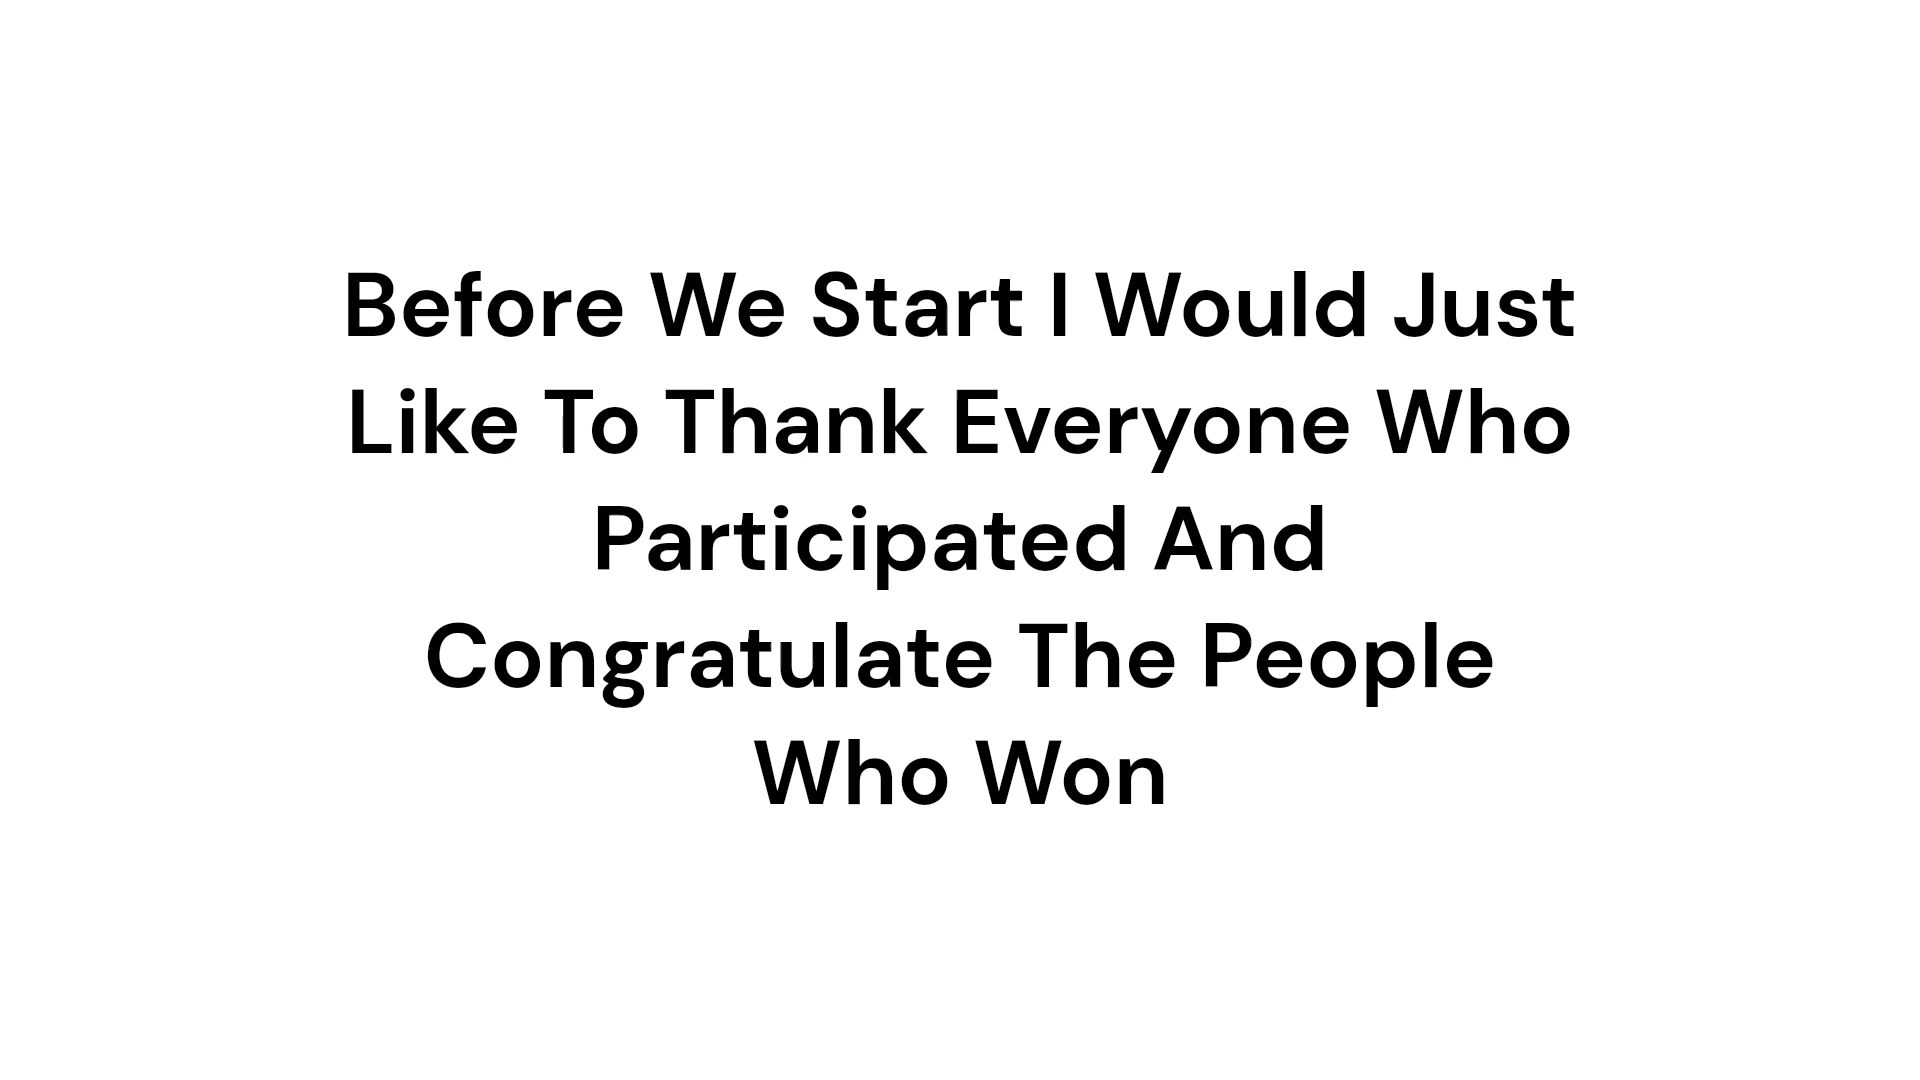 Before We Start I Would Just
Like To Thank Everyone Who
Participated And
Congratulate The People
Who Won